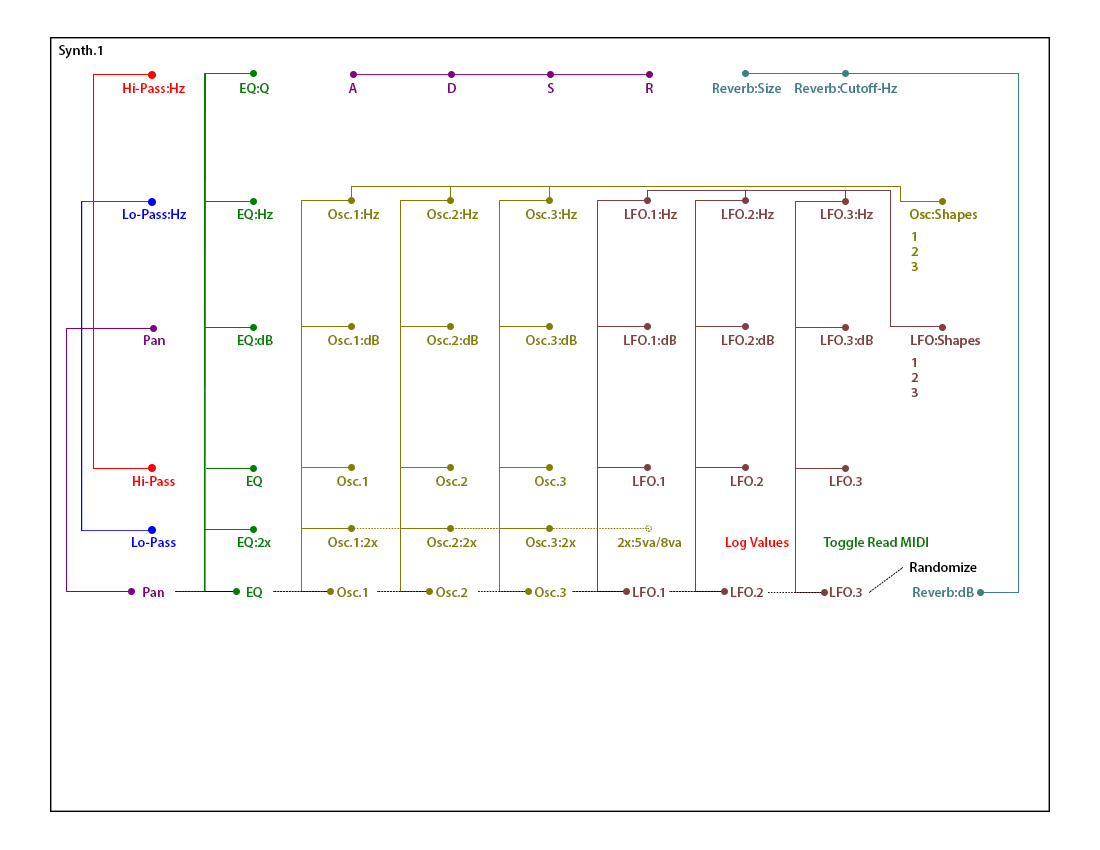 Synth.1
Hi-Pass:Hz EQ:Q A D S R Reverb:Size Reverb:Cutoff-Hz
Lo-Pass:Hz EQ:Hz Osc.1:Hz Osc.2:Hz Osc.3:Hz LFO.1:Hz LFO.2:Hz LFO.3:Hz Osc:Shapes
1
2
3
Pan EQ:dB Osc.1:dB Osc.2:dB Osc.3:dB LFO.1:dB LFO.2:dB LFO.3:dB LFO:Shapes
1
2
3
Hi-Pass EQ Osc.1 Osc.2 Osc.3 LFO.1 LFO.2 LFO.3
Lo-Pass EQ:2x Osc.1:2x Osc.2:2x Osc.3:2x 2x:5va/8va Log Values Toggle Read MIDI
Randomize
Pan EQ Osc.1 Osc.2 Osc.3 LFO.1 LFO.2 LFO.3 Reverb:dB